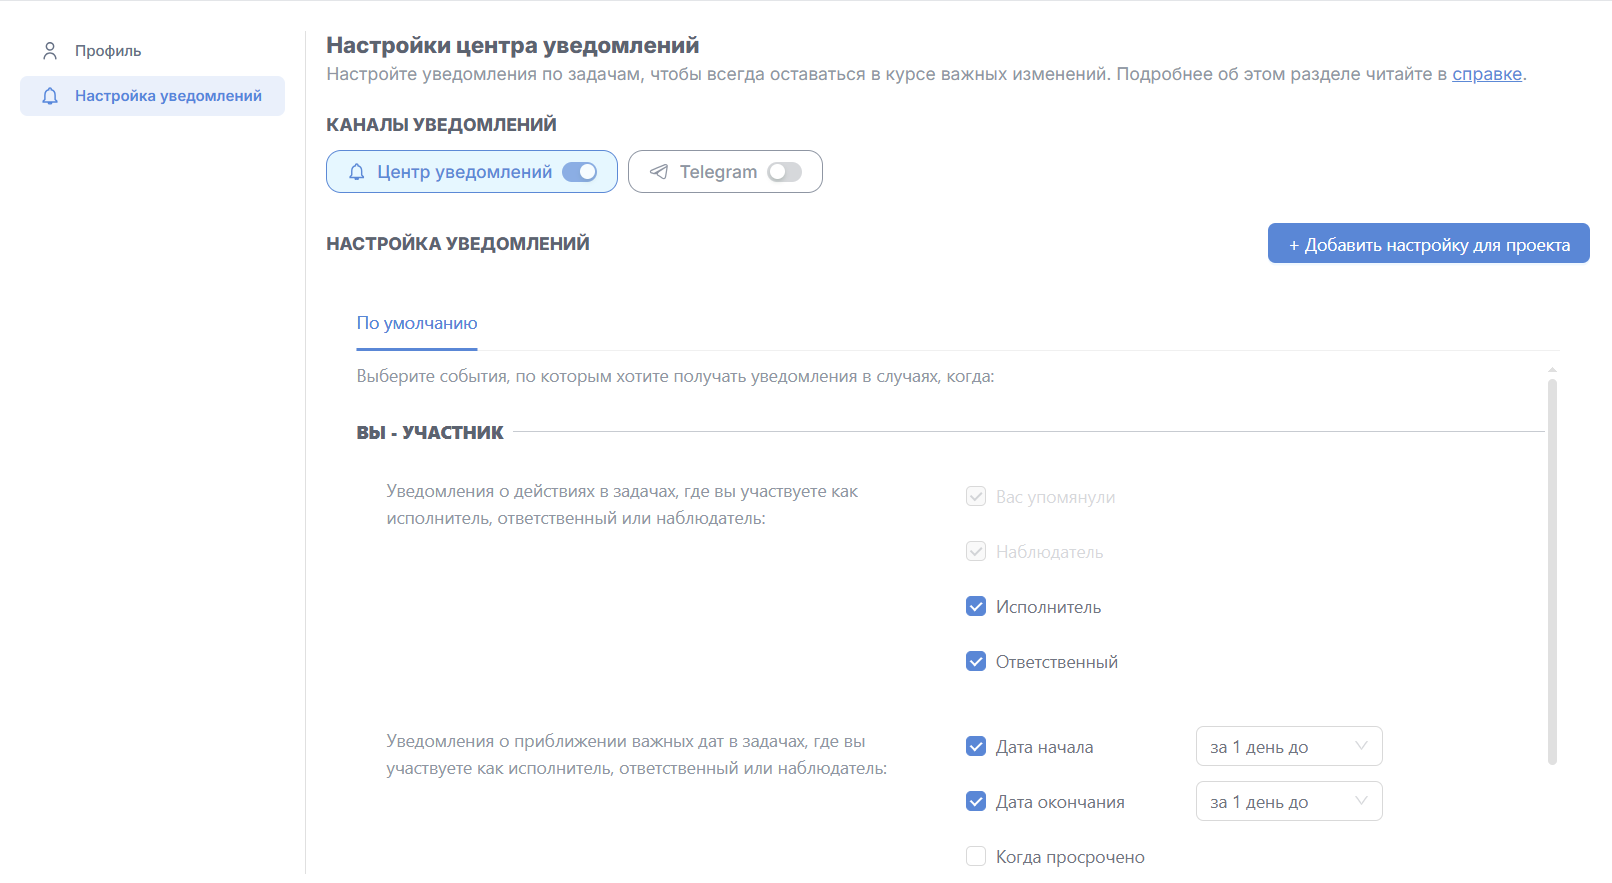 Профиль
Настройка уведомлений
Настройки центра уведомлений
Настройте уведомления по задачам, чтобы всегда оставаться в курсе важных изменений. Подробнее об этом разделе читайте в справке.
КАНАЛЫ УВЕДОМЛЕНИЙ
Центр уведомлений
Telegram
НАСТРОЙКА УВЕДОМЛЕНИЙ
+ Добавить настройку для проекта
По умолчанию
Выберите события, по которым хотите получать уведомления в случаях, когда:
ВЫ - УЧАСТНИК
Уведомления о действиях в задачах, где вы участвуете как
исполнитель, ответственный или наблюдатель:
Вас упомянули
Наблюдатель
Исполнитель
Ответственный
Уведомления о приближении важных дат в задачах, где вы
участвуете как исполнитель, ответственный или наблюдатель:
Дата начала
за 1 день до
Дата окончания
за 1 день до
Когда просрочено